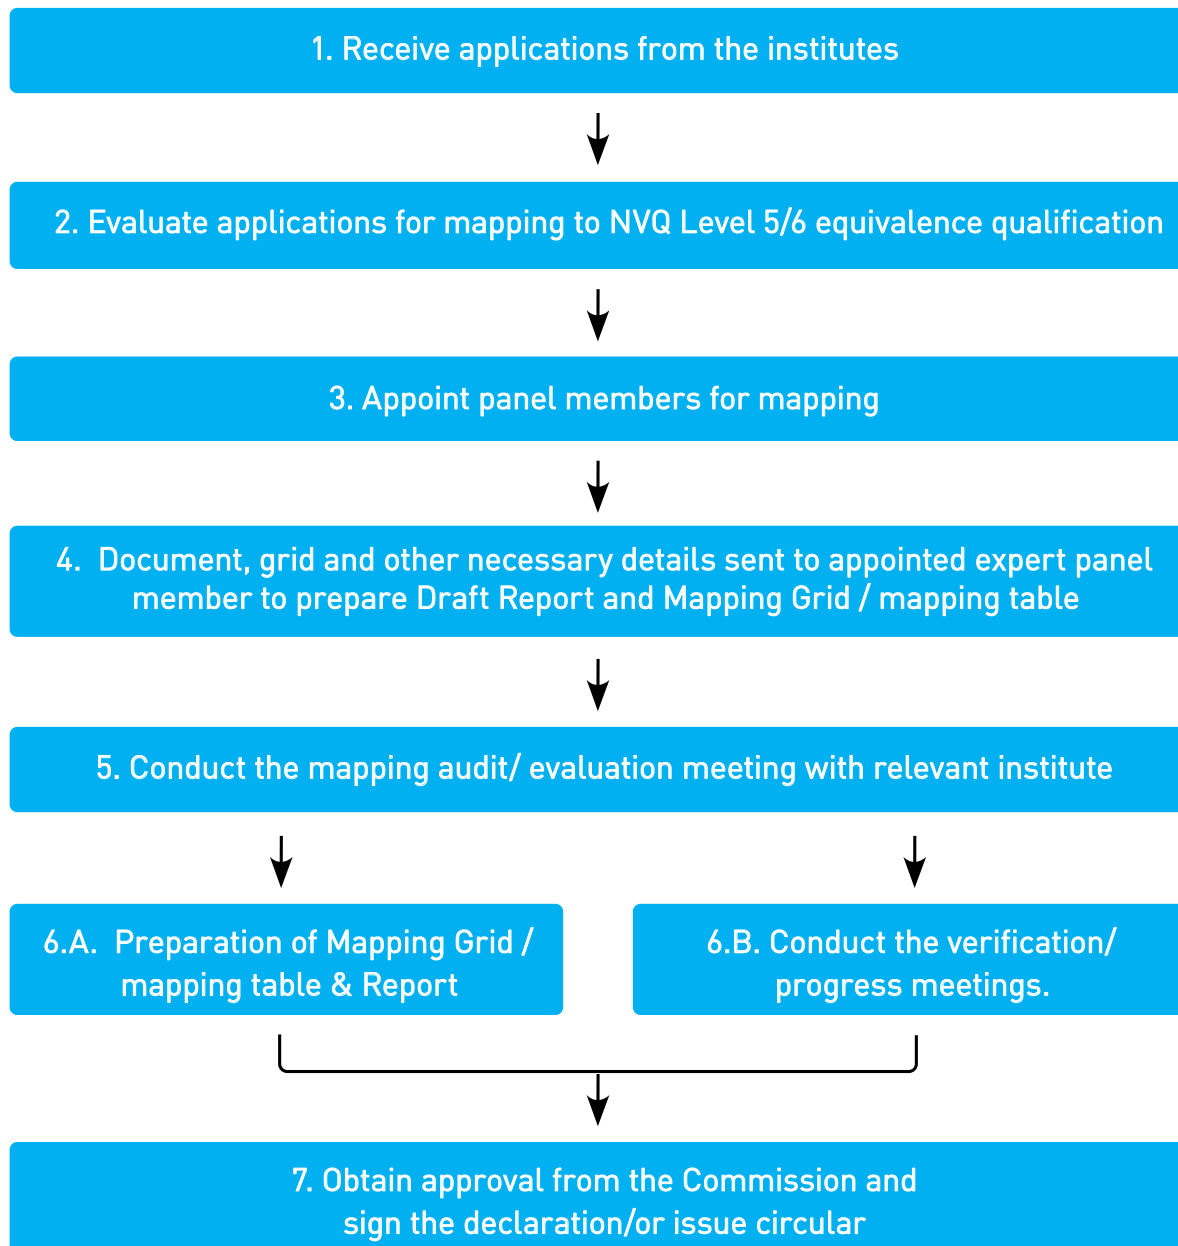 1. Receive applications from the institutes
2. Evaluate applications for mapping to NVQ Level 5/6 equivalence qualification
3. Appoint panel members for mapping
4. Document, grid and other necessary details sent to appointed expert panel
member to prepare Draft Report and Mapping Grid / mapping table
5. Conduct the mapping audit/ evaluation meeting with relevant institute
6.A. Preparation of Mapping Grid /
mapping table & Report
6.B. Conduct the verification/
progress meetings.
7. Obtain approval from the Commission and
sign the declaration/or issue circular